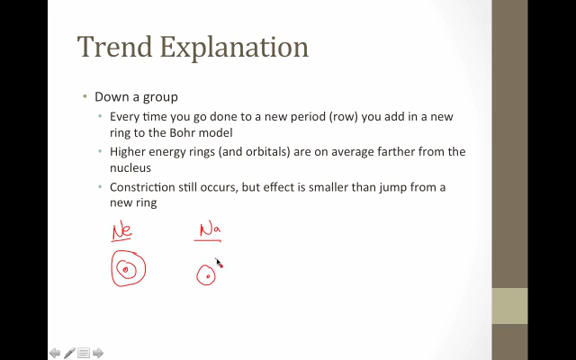 Trend Explanation
• Down a group
• Every time you go done to a new period (row) you add in a new
ring to the Bohr model
• Higher energy rings (and orbitals) are on average farther from the
nucleus
• Constriction still occurs, but effect is smaller than jump from a
new ring
Ne Na